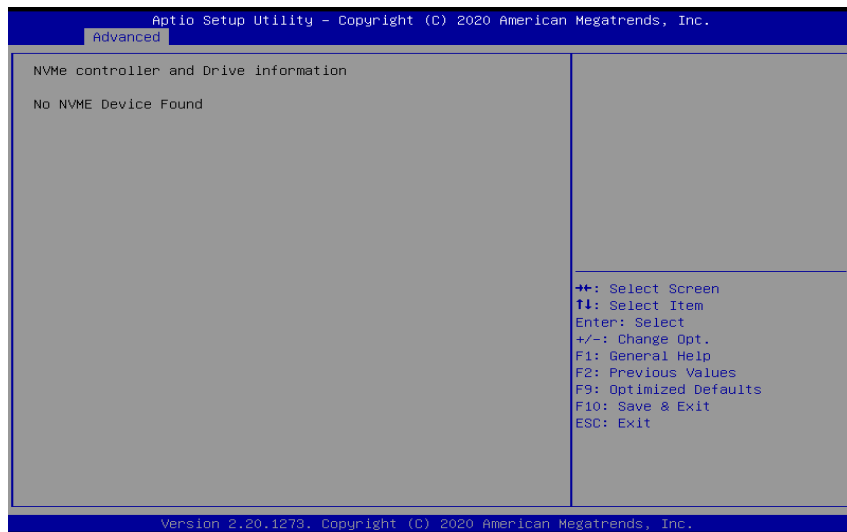 Aptio Setup Utility – Copyright (C) 2020 American Megatrends, Inc.
Advanced
NVMe controller and Drive information
No NVME Device Found
→←: Select Screen
↑↓: Select Item
Enter: Select
+/-: Change Opt.
F1: General Help
F2: Previous Values
F9: Optimized Defaults
F10: Save & Exit
ESC: Exit
Version 2.20.1273. Copyright (C) 2020 American Megatrends, Inc.